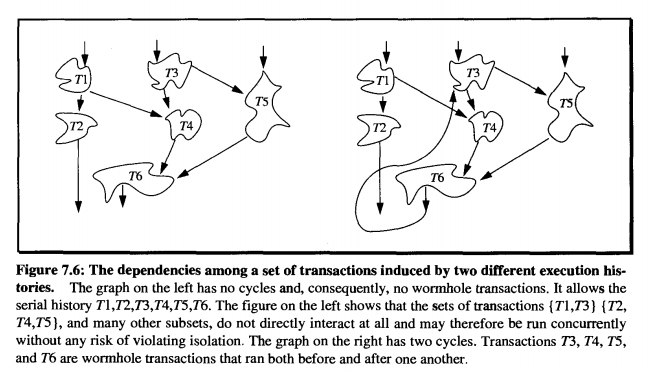 T1
T3
T5
T2
T4
T6
T1
T3
T5
T2
T4
T6
Figure 7.6: The dependencies among a set of transactions induced by two different execution his-
tories. The graph on the left has no cycles and, consequently, no wormhole transactions. It allows the
serial history T1,T2,T3,T4,T5,T6. The figure on the left shows that the sets of transactions {T1,T3} {T2,
T4,T5}, and many other subsets, do not directly interact at all and may therefore be run concurrently
without any risk of violating isolation. The graph on the right has two cycles. Transactions T3, T4, T5,
and T6 are wormhole transactions that ran both before and after one another.